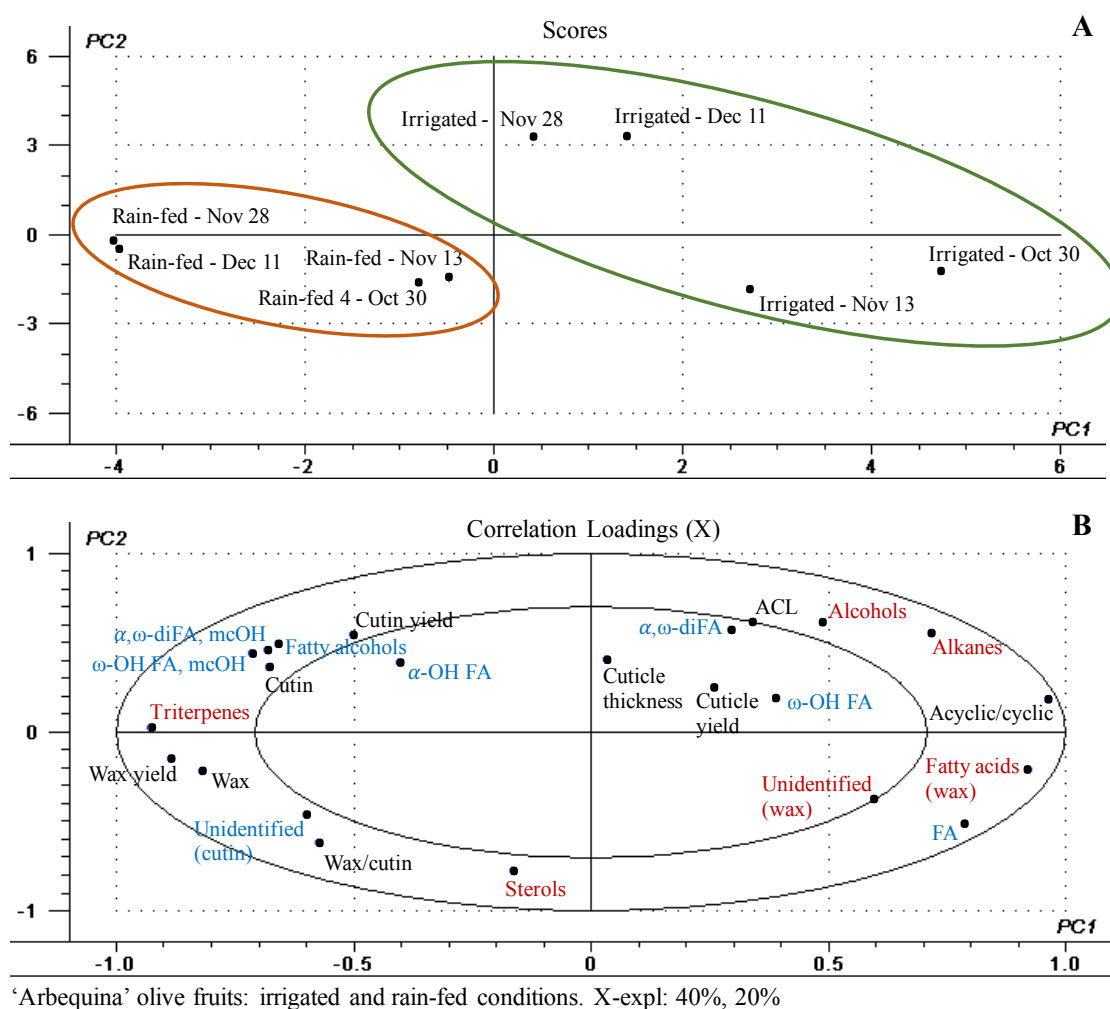 Scores
A
PC2
6
Irrigated - Nov 28
Irrigated - Dec 11
3
Rain-fed - Nov 28
0
Rain-fed - Dec 11
Rain-fed - Nov 13
Irrigated - Oct 30
Rain-fed 4 - Oct 30
Irrigated - Nov 13
-3
-6
PC1
-4
-2
0
2
4
6
Correlation Loadings (X)
B
PC2
1
Cutin yield
ACL
Alcohols
α,ω-diFA, mcOH
Fatty alcohols
α,ω-diFA
Alkanes
ω-OH FA, mcOH
α-OH FA
Cutin
Cuticle
thickness
Cuticle
yield
ω-OH FA
Triterpenes
Acyclic/cyclic
0
Wax yield
Wax
Unidentified
(wax)
Fatty acids
(wax)
Unidentified
(cutin)
Wax/cutin
FA
Sterols
-1
PC1
-1.0
-0.5
0
0.5
1.0
‘Arbequina’ olive fruits: irrigated and rain-fed conditions. X-expl: 40%, 20%